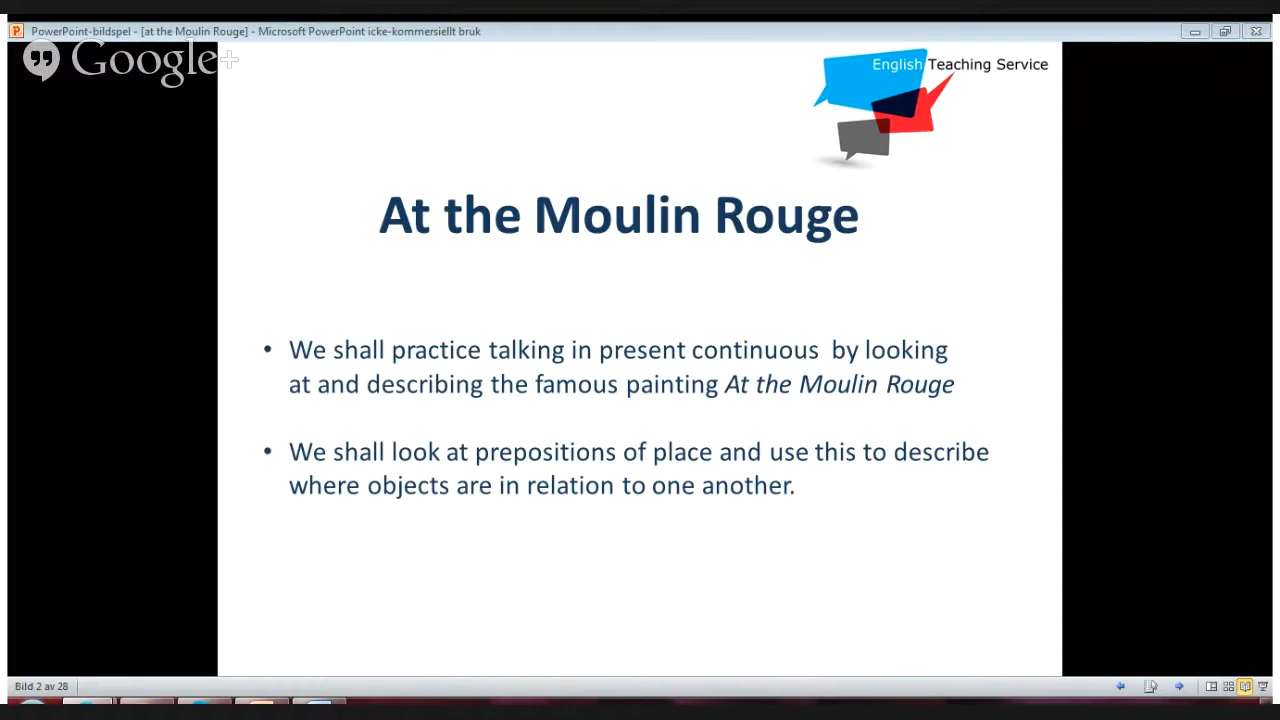 PowerPoint-bildspel - [at the Moulin Rouge] - Microsoft PowerPoint icke-kommersiellt bruk
Google+
English Teaching Service
At the Moulin Rouge
• We shall practice talking in present continuous by looking
at and describing the famous painting At the Moulin Rouge
• We shall look at prepositions of place and use this to describe
where objects are in relation to one another.
Bild 2 av 28